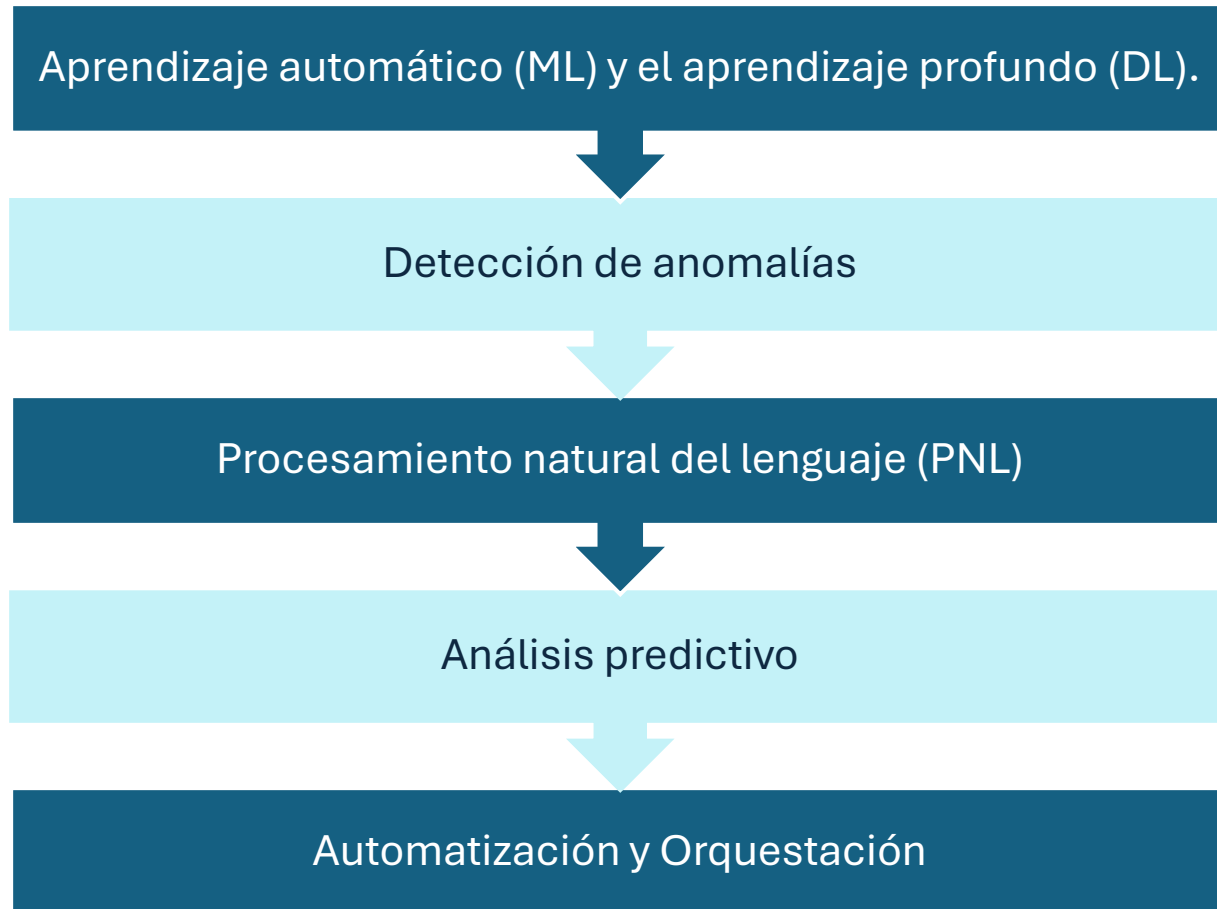 Aprendizaje automático (ML) y el aprendizaje profundo (DL).
Detección de anomalías
Procesamiento natural del lenguaje (PNL)
Análisis predictivo
Automatización y Orquestación